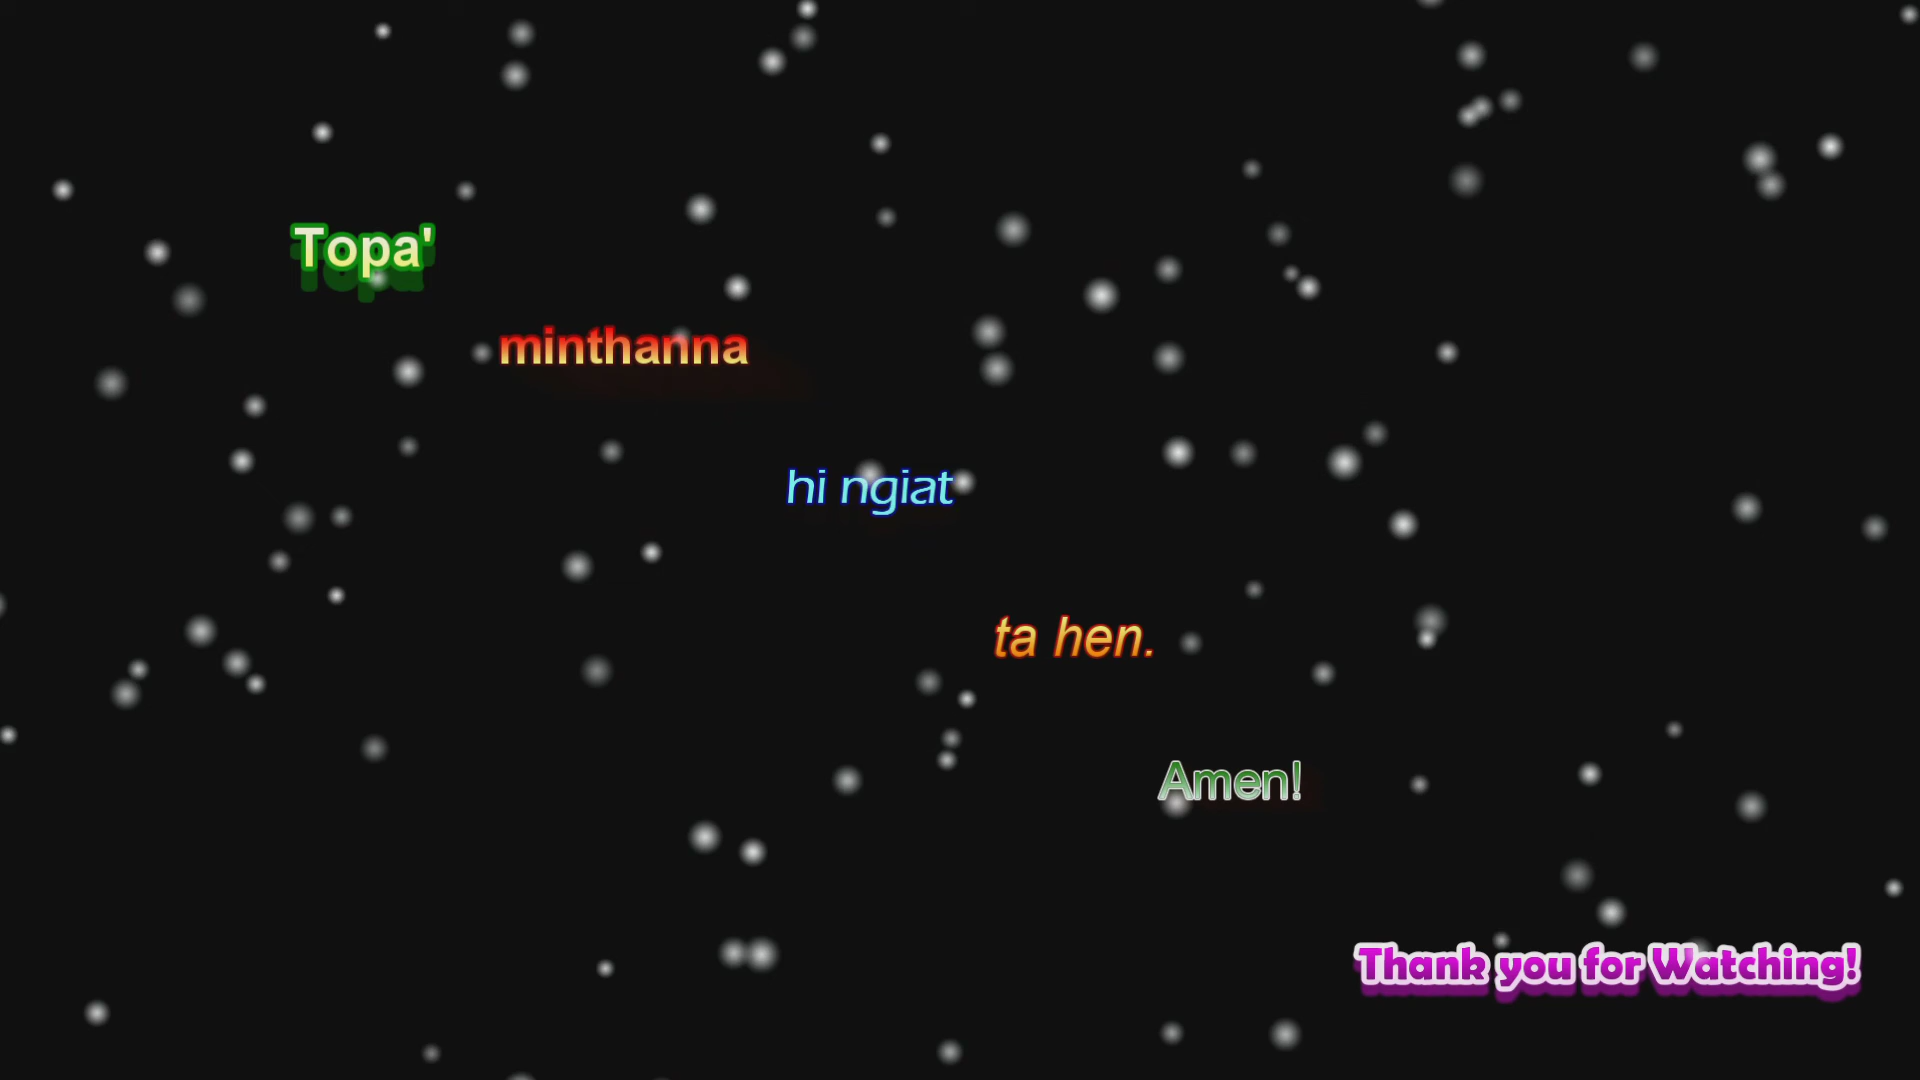 Topa'
minthanna
hi ngiat
ta hen.
Amen!
Thank you for Watching!